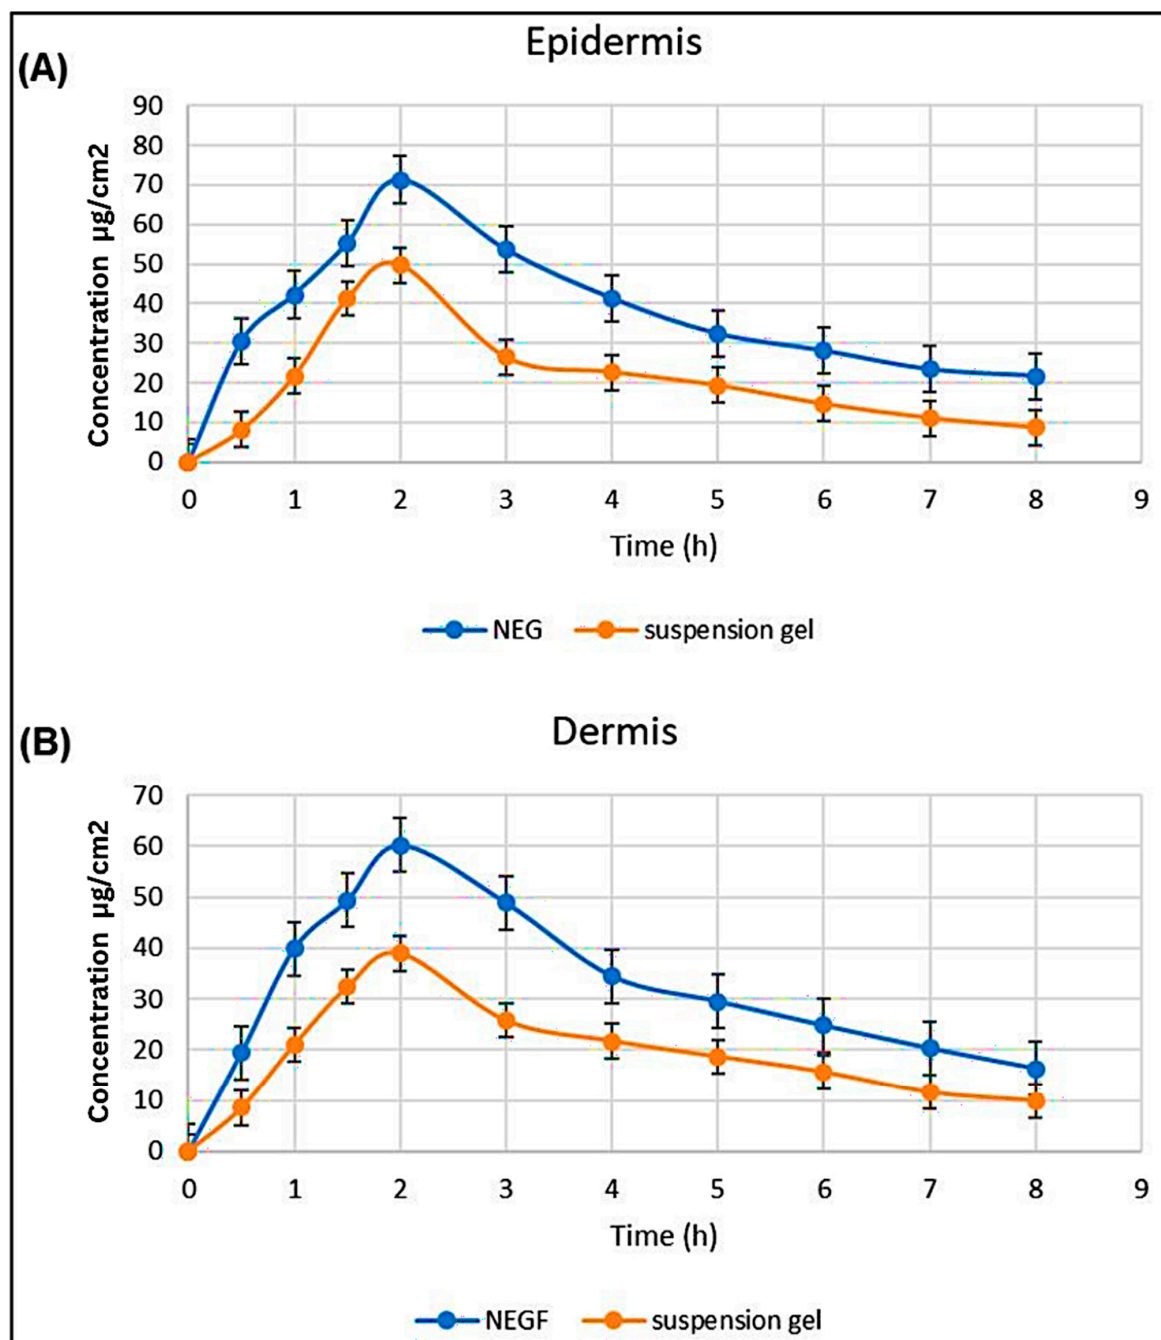 Epidermis
(A)
90
80
70
60
50
40
30
20
10
0
Concentration µg/cm2
0 1 2 3 4 5 6 7 8 9
Time (h)
NEG suspension gel
Dermis
(B)
70
60
50
40
30
20
10
0
Concentration µg/cm2
0 1 2 3 4 5 6 7 8 9
Time (h)
NEGF suspension gel